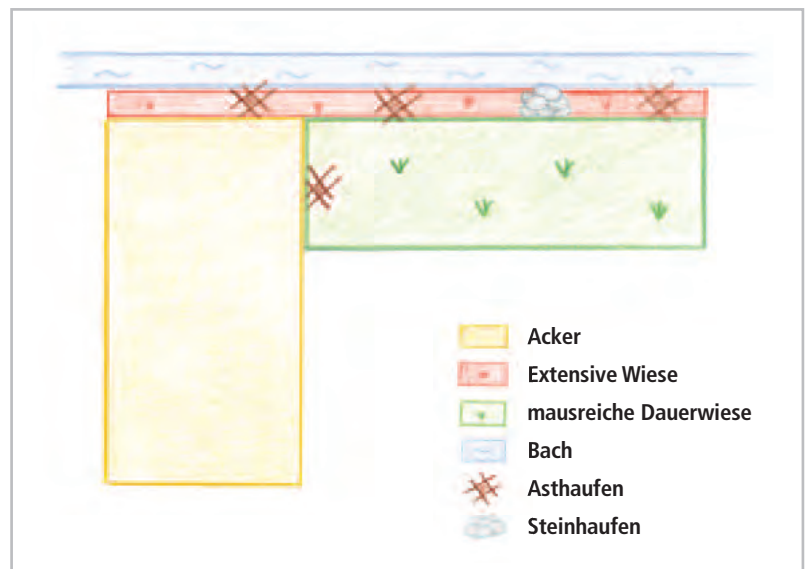 Acker
Extensive Wiese
mausreiche Dauerwiese
Bach
Asthaufen
Steinhaufen